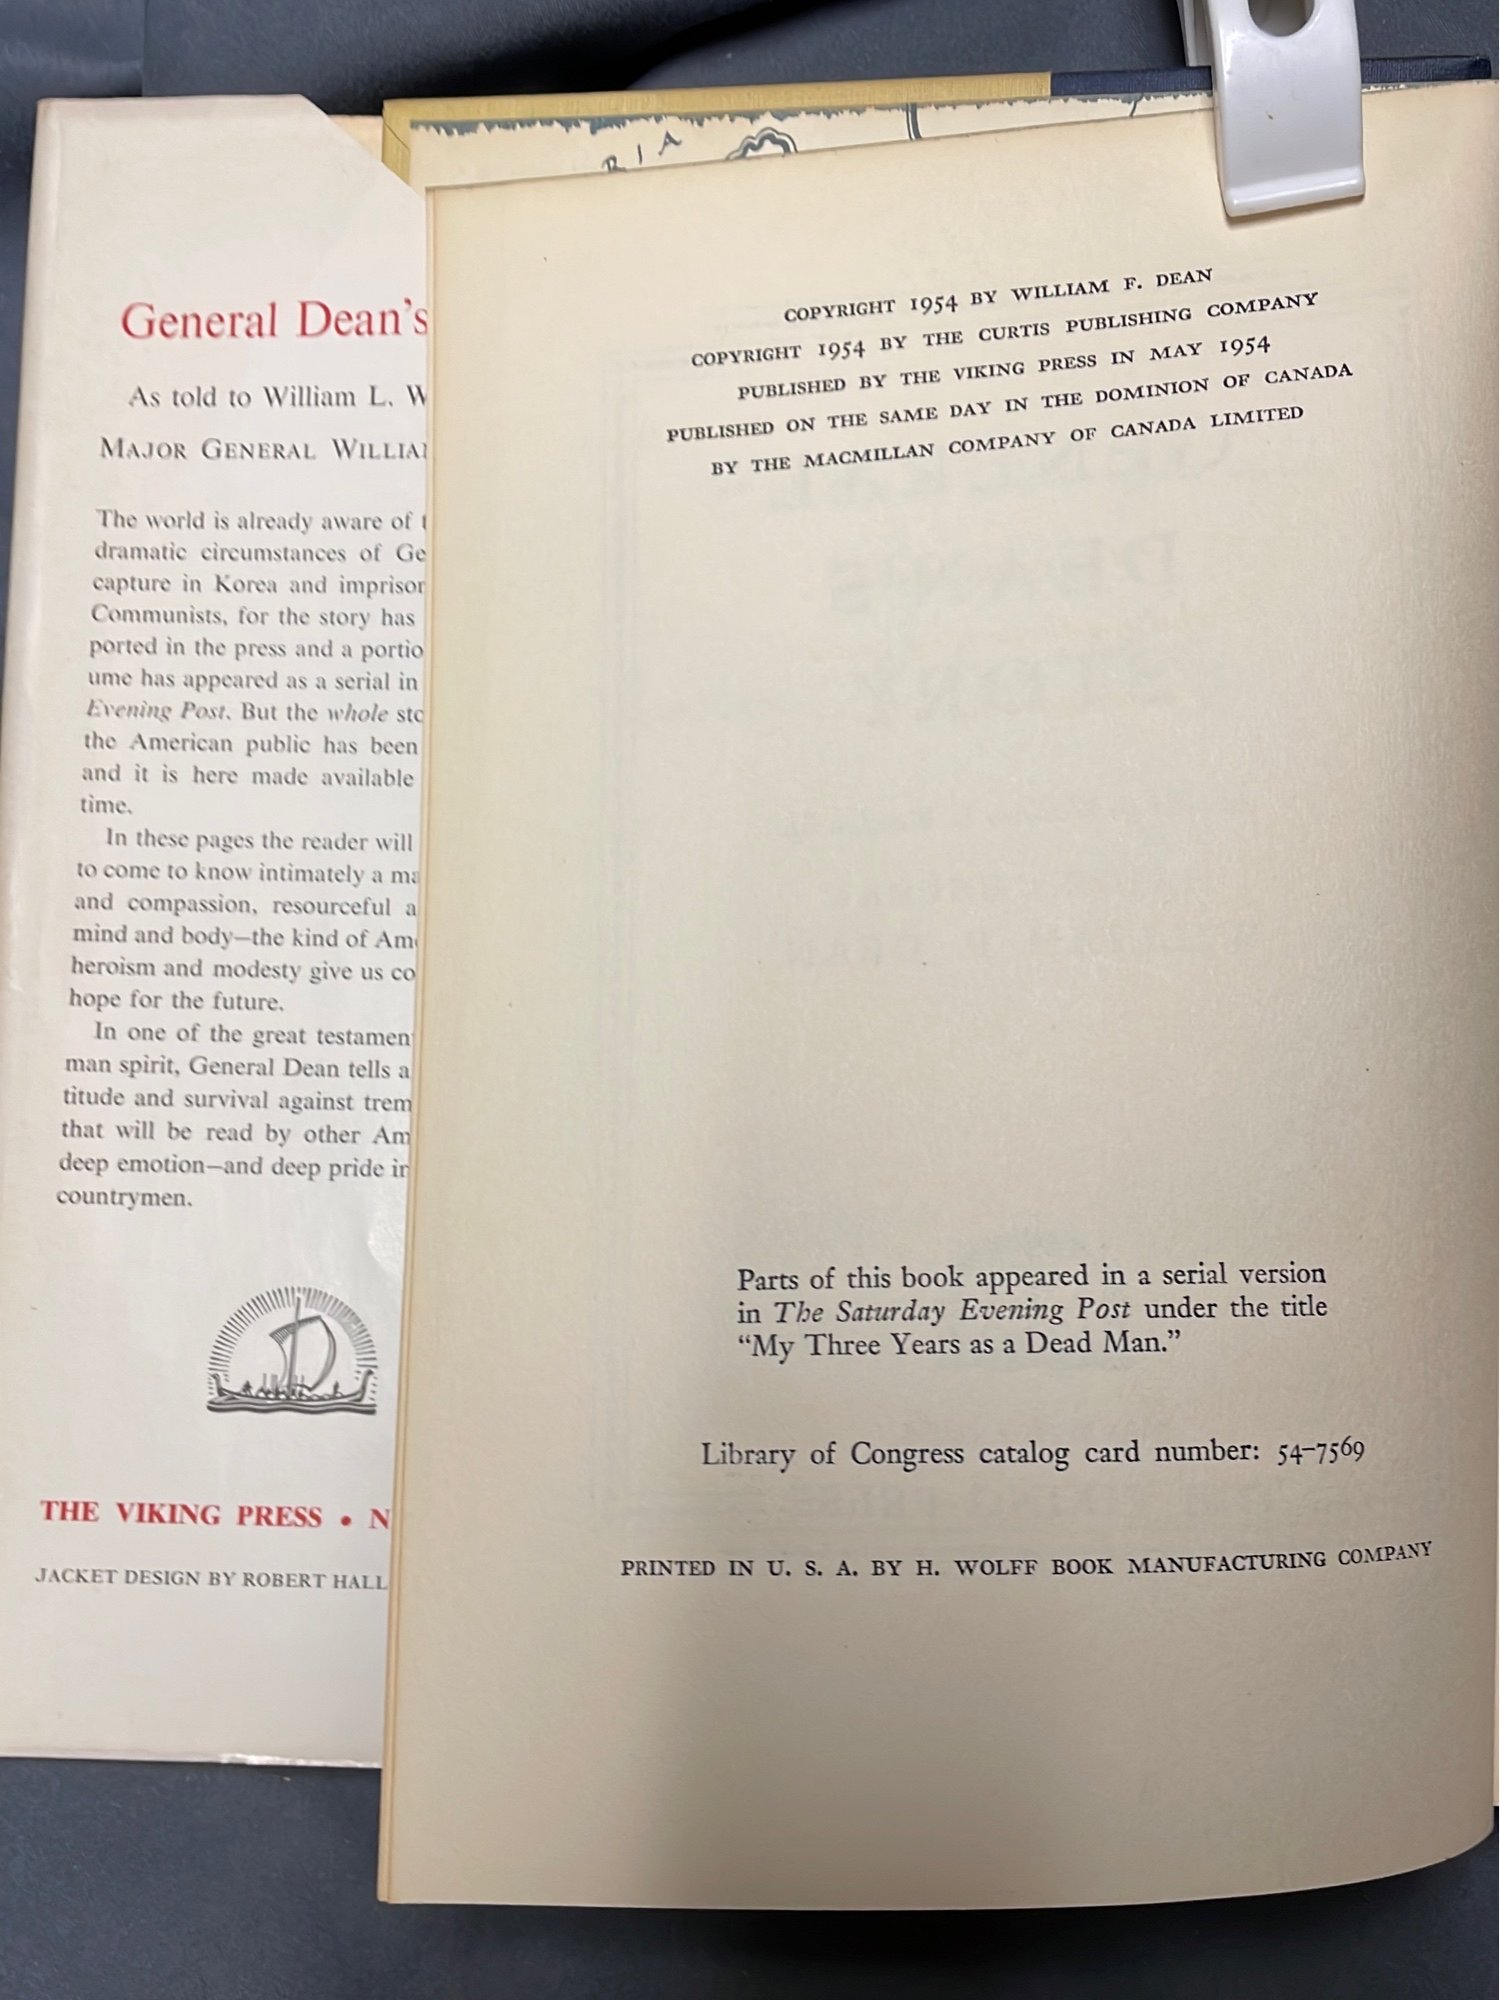 General Dean's
As told to William L.
MAJOR GENERAL
The world is already aware of
dramatic circumstances of
capture in Korea and
Communists, for the story has
ported in the press and a
ume has appeared as a serial in
Evening Post. But the whole
the American public has been
and it is here made available
time.
In these pages the reader will
to come to know intimately a
and compassion, resourceful
mind and body—the kind of
heroism and modesty give us
hope for the future.
In one of the great
man spirit, General Dean tells a
titude and survival against
that will be read by other
deep emotion—and deep pride
countrymen.
THE VIKING PRESS •
JACKET DESIGN BY ROBERT HALL
RIA
COPYRIGHT 1954 BY WILLIAM F. DEAN
COPYRIGHT 1954 BY THE CURTIS PUBLISHING COMPANY
PUBLISHED BY THE VIKING PRESS IN MAY 1954
PUBLISHED ON THE SAME DAY IN THE DOMINION OF CANADA
BY THE MACMILLAN COMPANY OF CANADA LIMITED
Parts of this book appeared in a serial version
in The Saturday Evening Post under the title
“My Three Years as a Dead Man.”
Library of Congress catalog card number: 54–7569
PRINTED IN U. S. A. BY H. WOLFF BOOK MANUFACTURING COMPANY